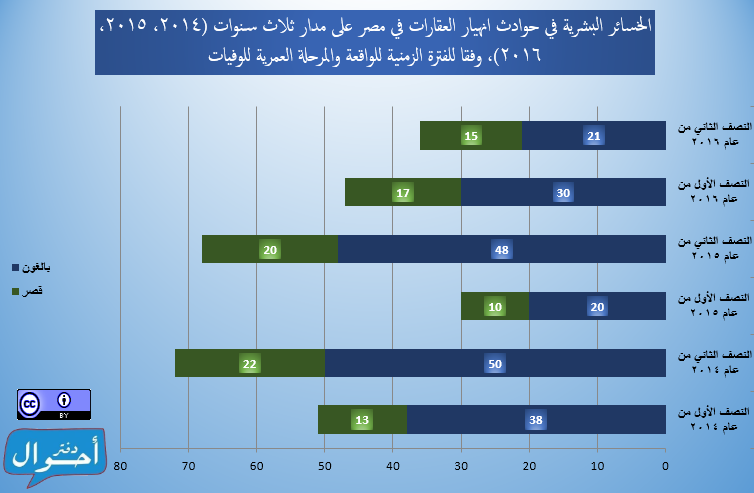 الخسائر البشرية في حوادث انهيار العقارات في مصر على مدار ثلاث سنوات (٢٠١٤، ٢٠١٥،
٢٠١٦)، وفقا للفترة الزمنية للواقعة والمرحلة العمرية للوفيات
النصف الثاني من
عام ٢٠١٦
21
15
النصف الأول من
عام ٢٠١٦
30
17
النصف الثاني من
عام ٢٠١٥
48
20
النصف الأول من
عام ٢٠١٥
20
10
النصف الثاني من
عام ٢٠١٤
50
22
النصف الأول من
عام ٢٠١٤
38
13
0 10 20 30 40 50 60 70 80
بالغون
قصر
cc
BY
دفتر
أحوال